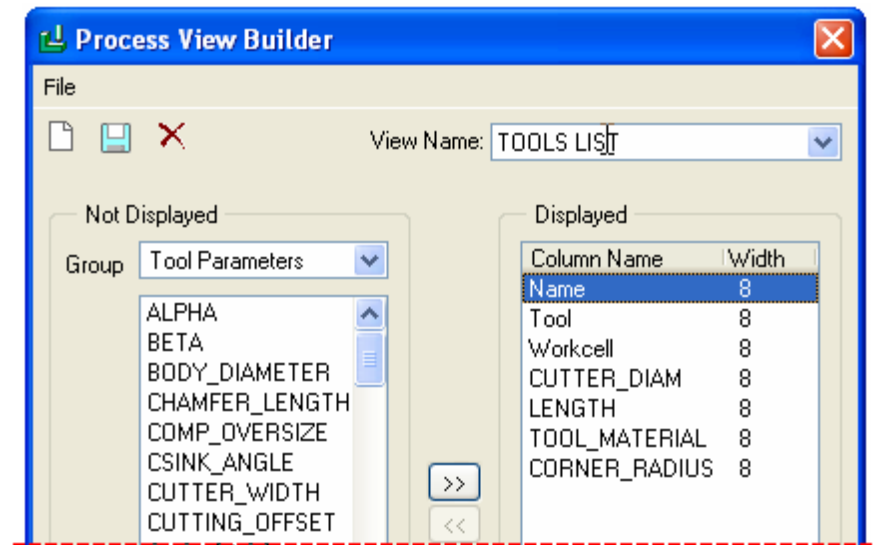 Process View Builder
File
View Name: TOOLS LIST
Not Displayed
Group Tool Parameters
ALPHA
BETA
BODY_DIAMETER
CHAMFER_LENGTH
COMP_OVERSIZE
CSINK_ANGLE
CUTTER_WIDTH
CUTTING_OFFSET
>>
<<
Displayed
Column Name Width
Name 8
Tool 8
Workcell 8
CUTTER_DIAM 8
LENGTH 8
TOOL_MATERIAL 8
CORNER_RADIUS 8